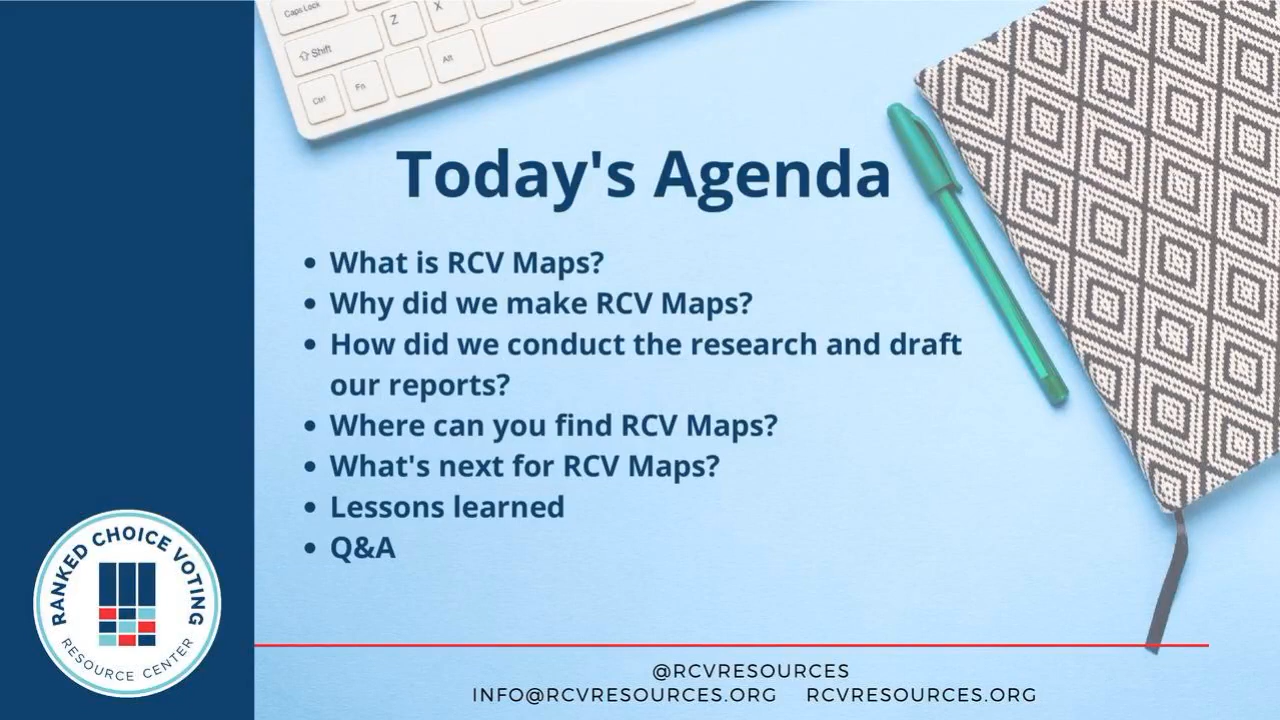 Caps Lock
Z
X
Shift
Alt
Fn
Ctrl
Today's Agenda
• What is RCV Maps?
• Why did we make RCV Maps?
• How did we conduct the research and draft
our reports?
• Where can you find RCV Maps?
• What's next for RCV Maps?
• Lessons learned
• Q&A
RANKED CHOICE VOTING
RESOURCE CENTER
@RCVRESOURCES
INFO@RCVRESOURCES.ORG RCVRESOURCES.ORG